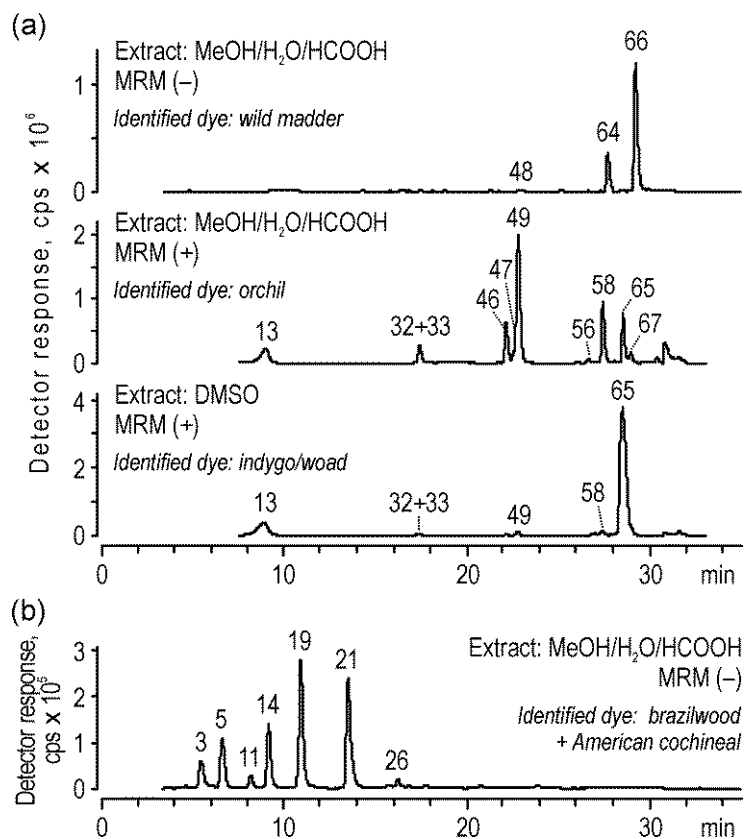 (a)
Extract: MeOH/H₂O/HCOOH
MRM (–)
Identified dye: wild madder
66
64
48
1
0
Extract: MeOH/H₂O/HCOOH
MRM (+)
Identified dye: orchil
49
47
46
58
65
56
67
32+33
13
2
1
0
Extract: DMSO
MRM (+)
Identified dye: indygo/woad
65
58
49
32+33
13
4
2
0
Detector response, cps x 10⁶
0 10 20 30 min
(b)
Extract: MeOH/H₂O/HCOOH
MRM (–)
Identified dye: brazilwood
+ American cochineal
3
5
11
14
19
21
26
3
2
1
0
Detector response,
cps x 10⁶
0 10 20 30 min